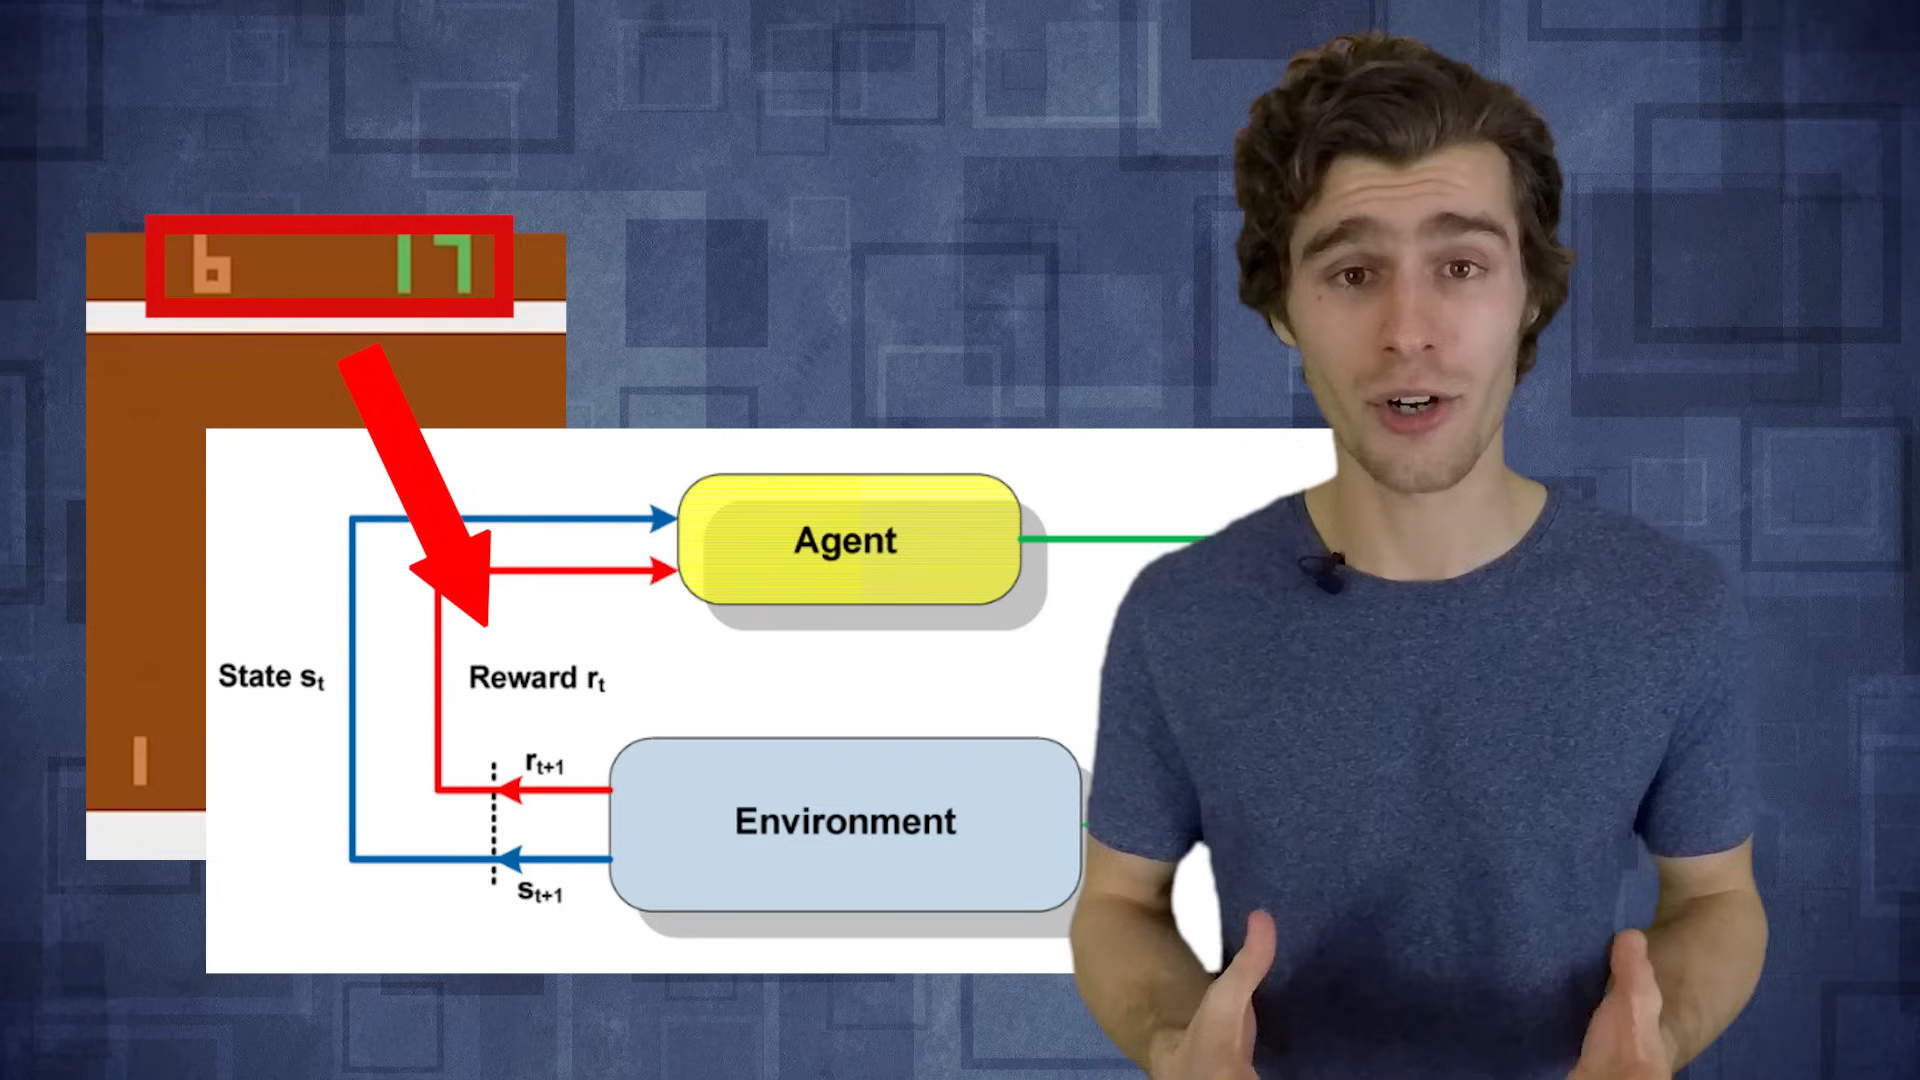 6 17
Agent
State sₜ
Reward rₜ
rₜ₊₁
Environment
sₜ₊₁